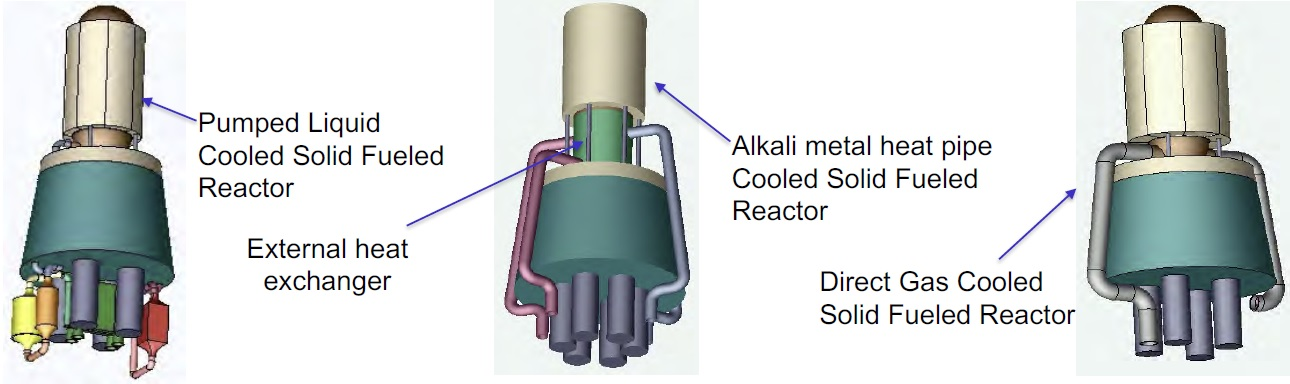 Pumped Liquid
Cooled Solid Fueled
Reactor
External heat
exchanger
Alkali metal heat pipe
Cooled Solid Fueled
Reactor
Direct Gas Cooled
Solid Fueled Reactor